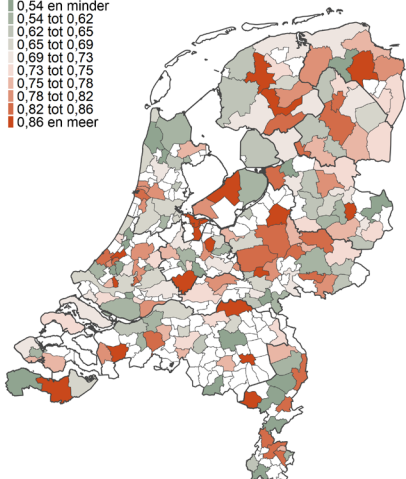 0,54 en minder
0,54 tot 0,62
0,62 tot 0,65
0,65 tot 0,69
0,69 tot 0,73
0,73 tot 0,75
0,75 tot 0,78
0,78 tot 0,82
0,82 tot 0,86
0,86 en meer